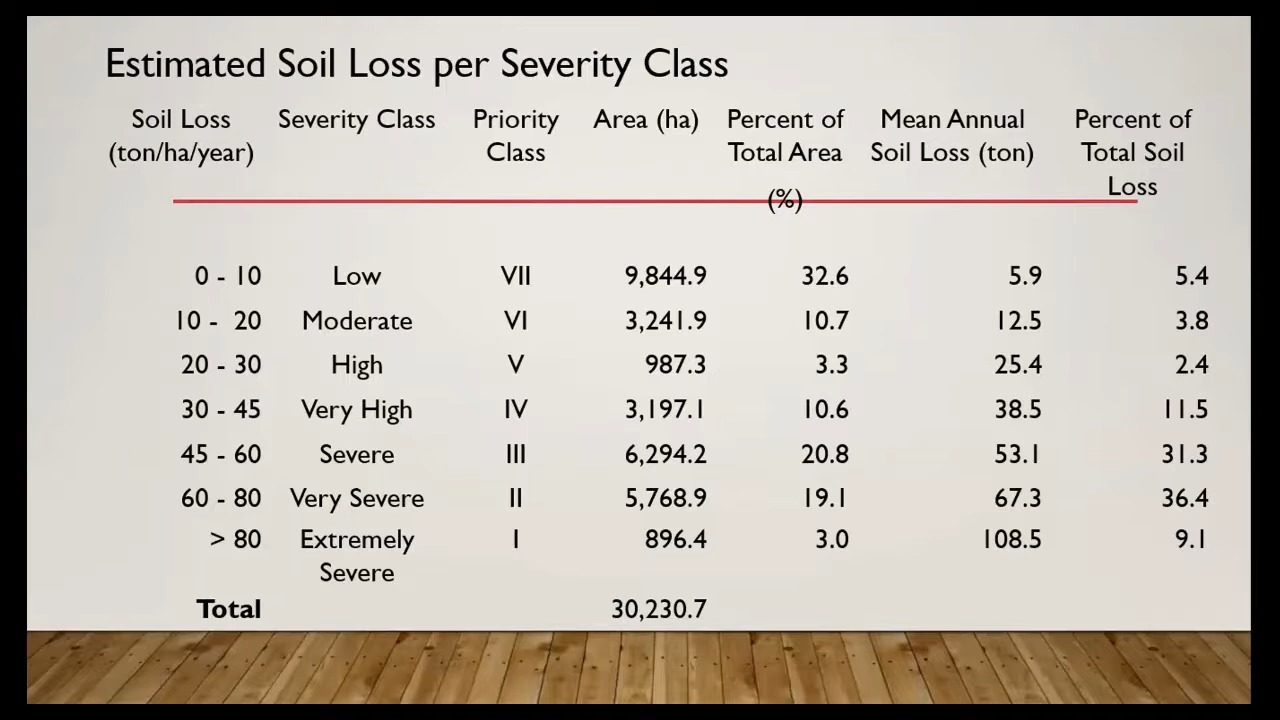 Estimated Soil Loss per Severity Class
Soil Loss (ton/ha/year) Severity Class Priority Class Area (ha) Percent of Total Area (%) Mean Annual Soil Loss (ton) Percent of Total Soil Loss
0 - 10 Low VII 9,844.9 32.6 5.9 5.4
10 - 20 Moderate VI 3,241.9 10.7 12.5 3.8
20 - 30 High V 987.3 3.3 25.4 2.4
30 - 45 Very High IV 3,197.1 10.6 38.5 11.5
45 - 60 Severe III 6,294.2 20.8 53.1 31.3
60 - 80 Very Severe II 5,768.9 19.1 67.3 36.4
> 80 Extremely Severe I 896.4 3.0 108.5 9.1
Total 30,230.7